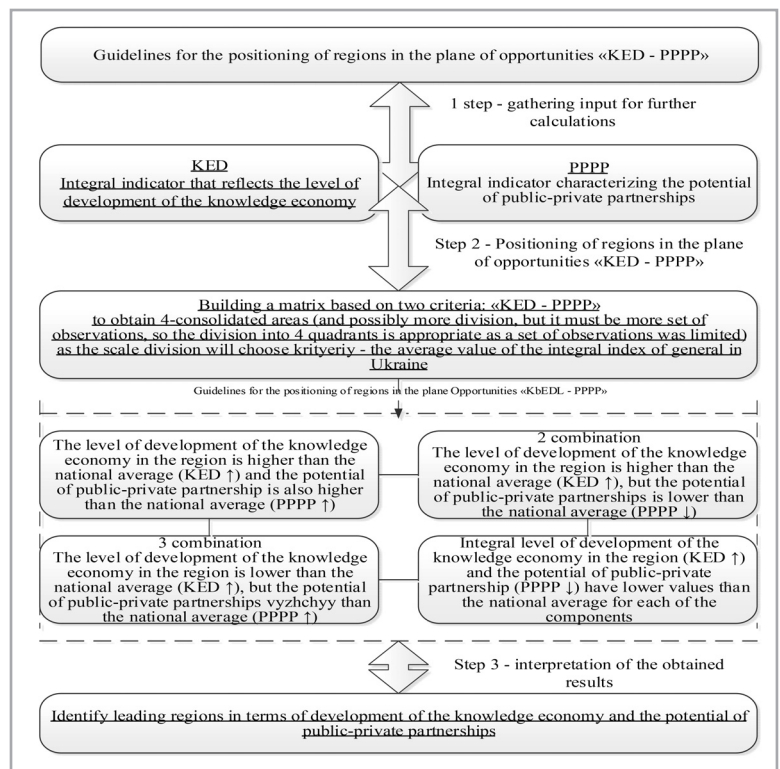 Guidelines for the positioning of regions in the plane of opportunities «KED - PPPP»
1 step - gathering input for further
calculations
KED
Integral indicator that reflects the level of
development of the knowledge economy
PPPP
Integral indicator characterizing the potential
of public-private partnerships
Step 2 - Positioning of regions in the plane
of opportunities «KED - PPPP»
Building a matrix based on two criteria: «KED - PPPP»
to obtain 4-consolidated areas (and possibly more division, but it must be more set of
observations, so the division into 4 quadrants is appropriate as a set of observations was limited)
as the scale division will choose krityeriy - the average value of the integral index of general in
Ukraine
Guidelines for the positioning of regions in the plane Opportunities «KbEDL - PPPP»
The level of development of the knowledge
economy in the region is higher than the
national average (KED ↑) and the potential
of public-private partnership is also higher
than the national average (PPPP ↑)
2 combination
The level of development of the knowledge
economy in the region is higher than the
national average (KED ↑), but the potential
of public-private partnerships is lower than
the national average (PPPP ↓)
3 combination
The level of development of the knowledge
economy in the region is lower than the
national average (KED ↑), but the potential
of public-private partnerships vyzhchyy than
the national average (PPPP ↑)
Integral level of development of the
knowledge economy in the region (KED ↑)
and the potential of public-private
partnership (PPPP ↓) have lower values than
the national average for each of the
components
Step 3 - interpretation of the obtained
results
Identify leading regions in terms of development of the knowledge economy and the potential of
public-private partnerships